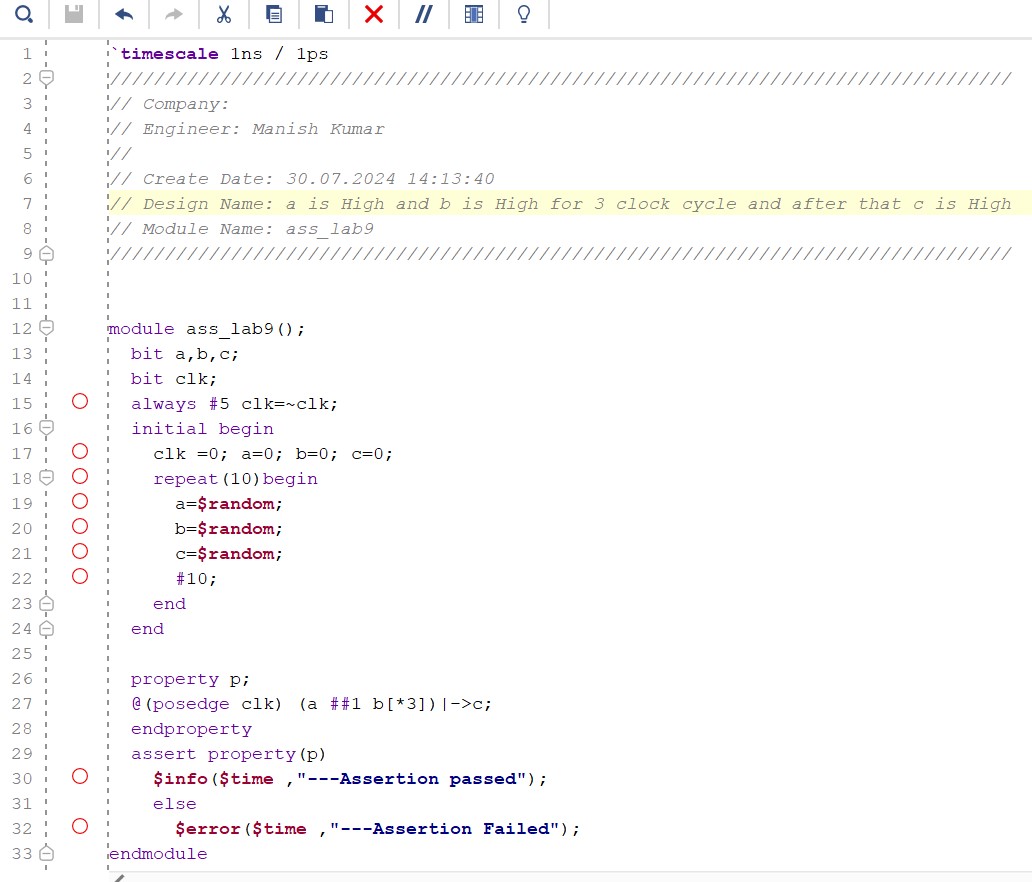 1 `timescale 1ns / 1ps
2 //////////////////////////////////////////////////////////////////////////////////
3 // Company:
4 // Engineer: Manish Kumar
5 //
6 // Create Date: 30.07.2024 14:13:40
7 // Design Name: a is High and b is High for 3 clock cycle and after that c is High
8 // Module Name: ass_lab9
9 //////////////////////////////////////////////////////////////////////////////////
10
11
12 module ass_lab9();
13   bit a,b,c;
14   bit clk;
15   always #5 clk=~clk;
16   initial begin
17     clk =0; a=0; b=0; c=0;
18     repeat(10)begin
19       a=$random;
20       b=$random;
21       c=$random;
22       #10;
23     end
24   end
25
26   property p;
27   @(posedge clk) (a ##1 b[*3])|->c;
28   endproperty
29   assert property(p)
30     $info($time ,"---Assertion passed");
31     else
32       $error($time ,"---Assertion Failed");
33 endmodule